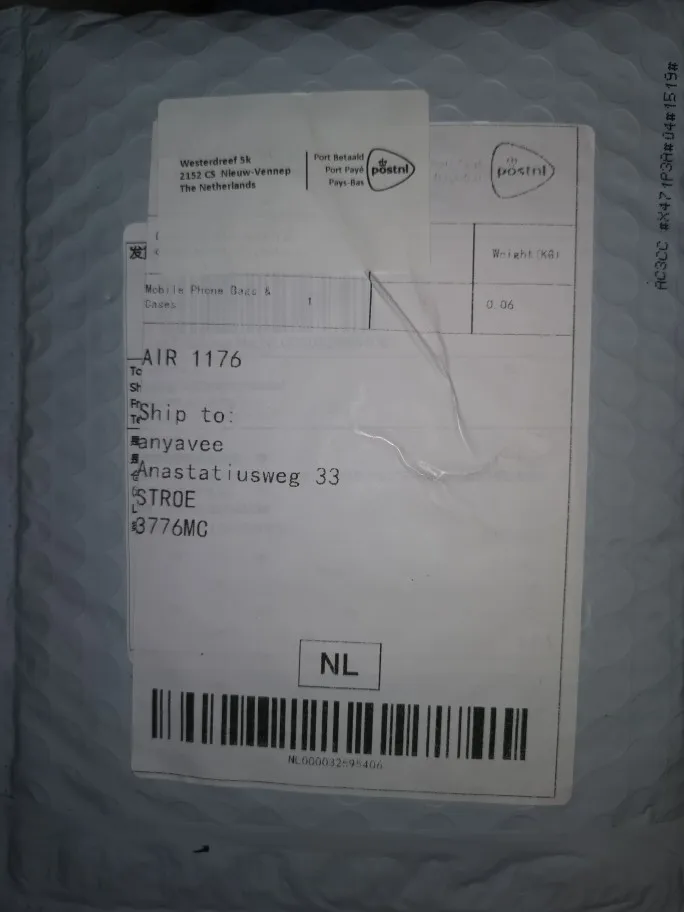 AC3CC #X471P3A#04#1519#
Westerdreef 5k
2152 CS Nieuw-Vennep
The Netherlands
Port Betaald
Port Payé
Pays-Bas
postnl
postnl
发
Weight(KG)
Mobile Phone Bags &
Cases
1
0.06
AIR 1176
Ship to:
anyavee
Anastatiusweg 33
STROE
3776MC
NL